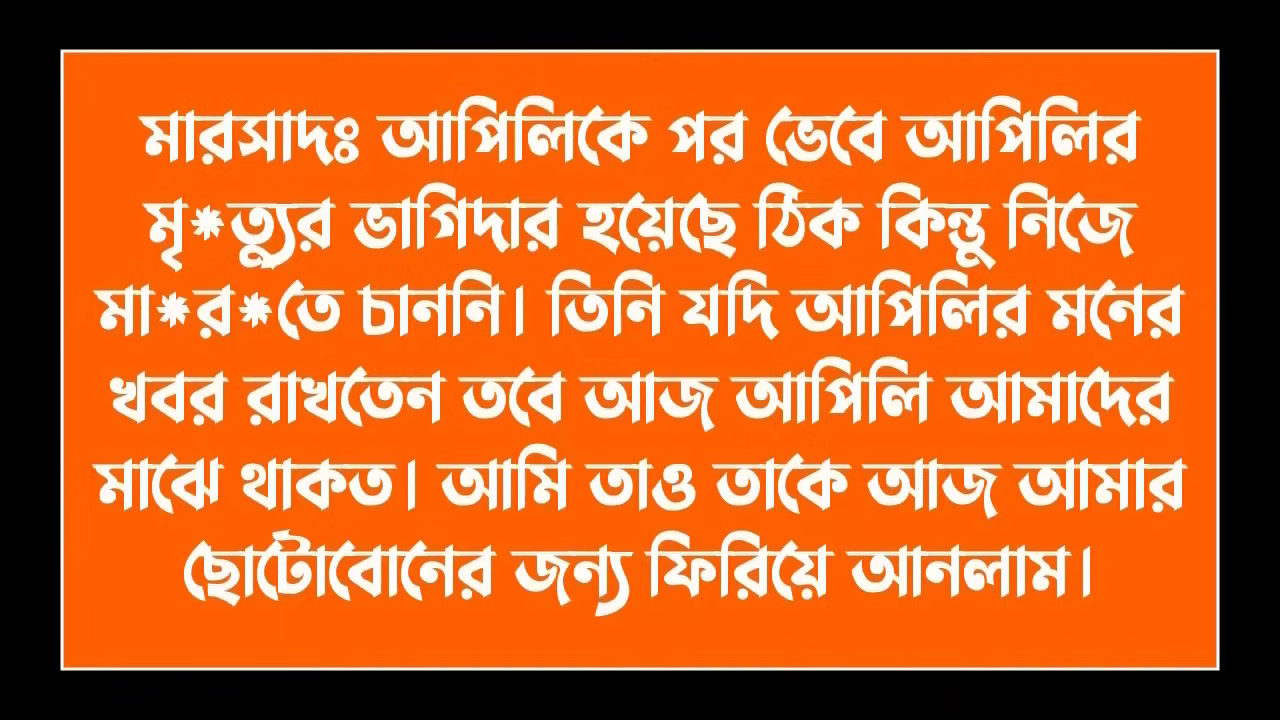 মারসাদঃ আপিলিকে পর ভেবে আপিলির
মৃ*ত্যুর ভাগিদার হয়েছে ঠিক কিন্তু নিজে
মা*র*তে চাননি। তিনি যদি আপিলির মনের
খবর রাখতেন তবে আজ আপিলি আমাদের
মাঝে থাকত। আমি তাও তাকে আজ আমার
ছোটোবোনের জন্য ফিরিয়ে আনলাম।